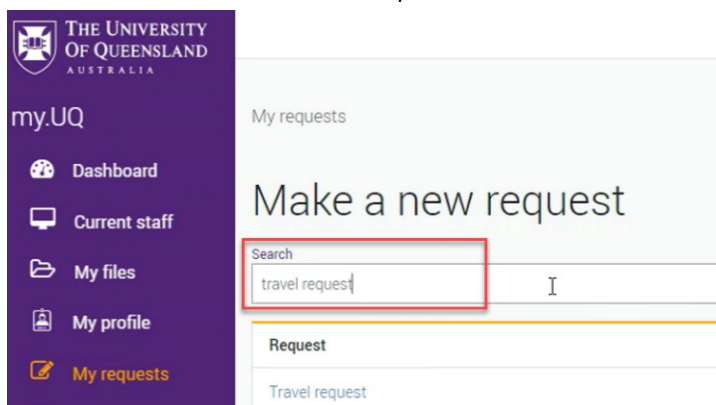 THE UNIVERSITY
OF QUEENSLAND
AUSTRALIA
my.UQ
Dashboard
Current staff
My files
My profile
My requests
My requests
Make a new request
Search
travel request
Request
Travel request